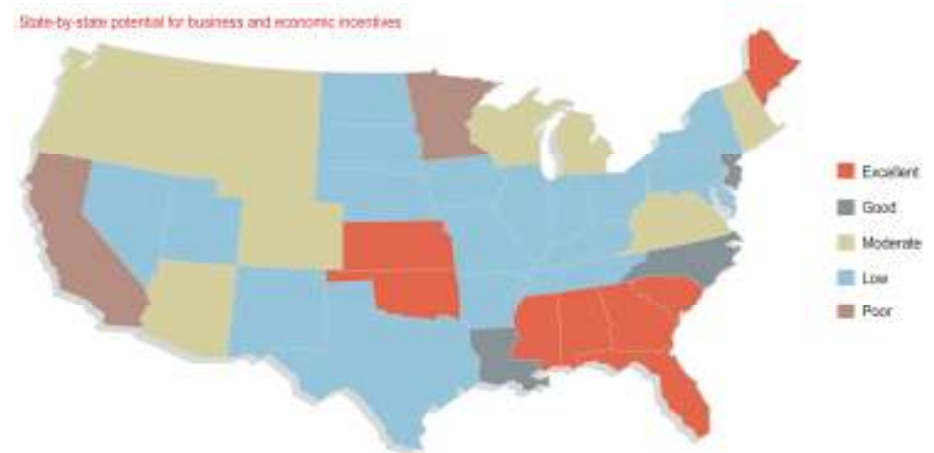 State-by-state potential for business and economic incentives
Excellent
Good
Moderate
Low
Poor